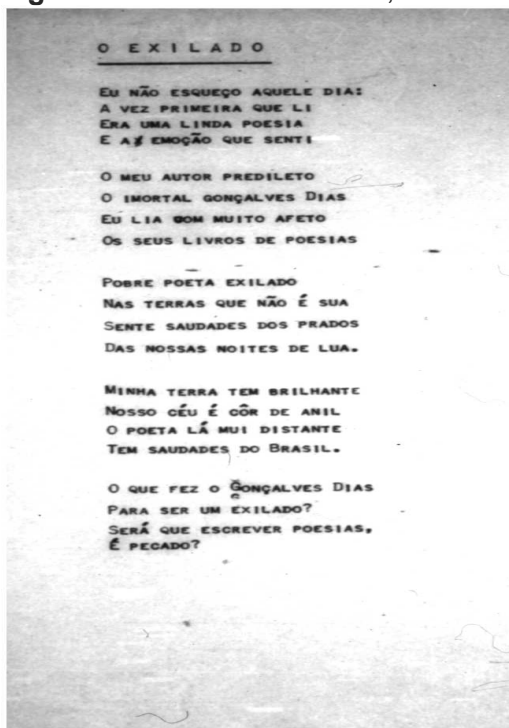 O EXILADO
EU NÃO ESQUEÇO AQUELE DIA:
A VEZ PRIMEIRA QUE LI
ERA UMA LINDA POESIA
E A EMOÇÃO QUE SENTI
O MEU AUTOR PREDILETO
O IMORTAL GONÇALVES DIAS
EU LIA COM MUITO AFETO
OS SEUS LIVROS DE POESIAS
POBRE POETA EXILADO
NAS TERRAS QUE NÃO É SUA
SENTE SAUDADES DOS PRADOS
DAS NOSSAS NOITES DE LUA.
MINHA TERRA TEM BRILHANTE
NOSSO CÉU É CÔR DE ANIL
O POETA LÁ MUI DISTANTE
TEM SAUDADES DO BRASIL.
O QUE FEZ O GONÇALVES DIAS
PARA SER UM EXILADO?
SERÁ QUE ESCREVER POESIAS,
É PECADO?